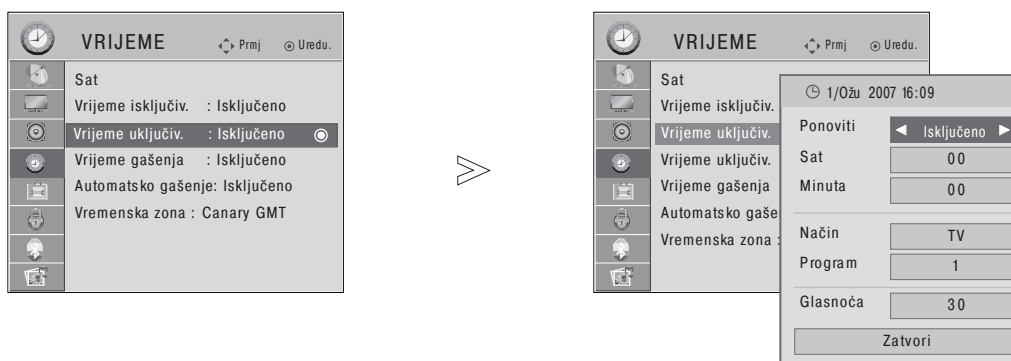 VRIJEME Prmj Uredu.
Sat
Vrijeme isključiv. : Isključeno
Vrijeme uključiv. : Isključeno
Vrijeme gašenja : Isključeno
Automatsko gašenje: Isključeno
Vremenska zona : Canary GMT
VRIJEME Prmj Uredu.
Sat
Vrijeme isključiv.
Vrijeme uključiv.
Vrijeme uključiv.
Vrijeme gašenja
Automatsko gaše
Vremenska zona :
1/Ožu 2007 16:09
Ponoviti Isključeno
Sat 00
Minuta 00
Način TV
Program 1
Glasnoća 30
Zatvori